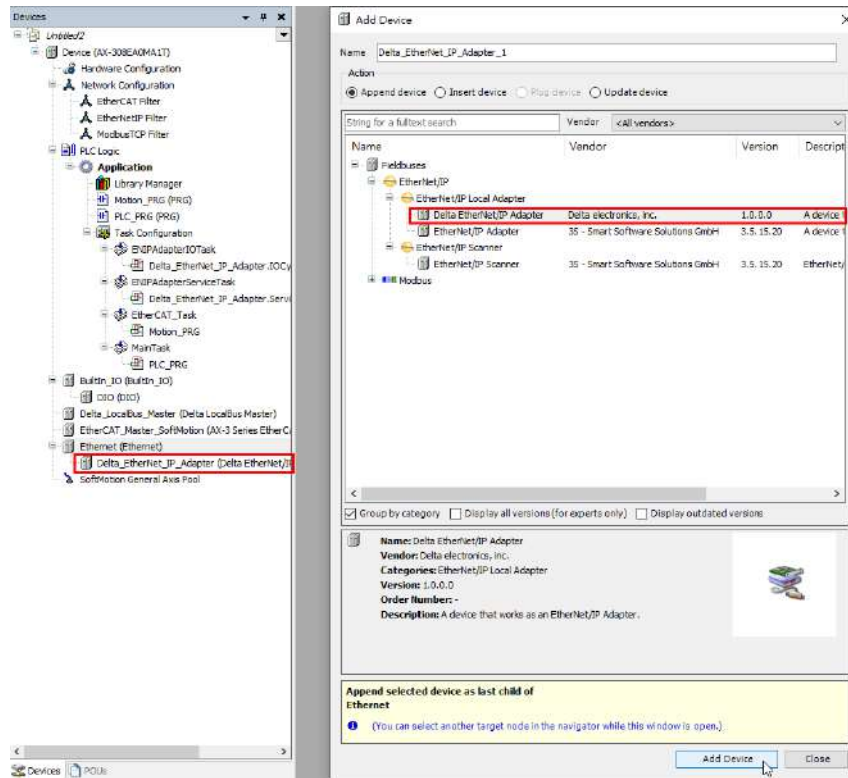 Devices
Untitled2
Device (AX-308EA0MA1T)
Hardware Configuration
Network Configuration
EtherCAT Filter
EtherNetIP Filter
ModbusTCP Filter
PLC Logic
Application
Library Manager
Motion_PRG (PRG)
PLC_PRG (PRG)
Task Configuration
ENIPAdapterIOTask
Delta_EtherNet_IP_Adapter.IOCy
ENIPAdapterServiceTask
Delta_EtherNet_IP_Adapter.Servi
EtherCAT_Task
Motion_PRG
MainTask
PLC_PRG
BuiltIn_IO (BuiltIn_IO)
DIO (DIO)
Delta_LocalBus_Master (Delta LocalBus Master)
EtherCAT_Master_SoftMotion (AX-3 Series EtherCA
Ethernet (Ethernet)
Delta_EtherNet_IP_Adapter (Delta EtherNet/IP
SoftMotion General Axis Pool
Devices POUs
Add Device
Name Delta_EtherNet_IP_Adapter_1
Action
Append device Insert device Plug device Update device
String for a fulltext search Vendor <All vendors>
Name Vendor Version Descript
Fieldbuses
EtherNet/IP
EtherNet/IP Local Adapter
Delta EtherNet/IP Adapter Delta electronics, inc. 1.0.0.0 A device t
EtherNet/IP Adapter 3S - Smart Software Solutions GmbH 3.5.15.20 A device t
EtherNet/IP Scanner
EtherNet/IP Scanner 3S - Smart Software Solutions GmbH 3.5.15.20 EtherNet/
Modbus
Group by category Display all versions (for experts only) Display outdated versions
Name: Delta EtherNet/IP Adapter
Vendor: Delta electronics, inc.
Categories: EtherNet/IP Local Adapter
Version: 1.0.0.0
Order Number: -
Description: A device that works as an EtherNet/IP Adapter.
Append selected device as last child of
Ethernet
(You can select another target node in the navigator while this window is open.)
Add Device Close